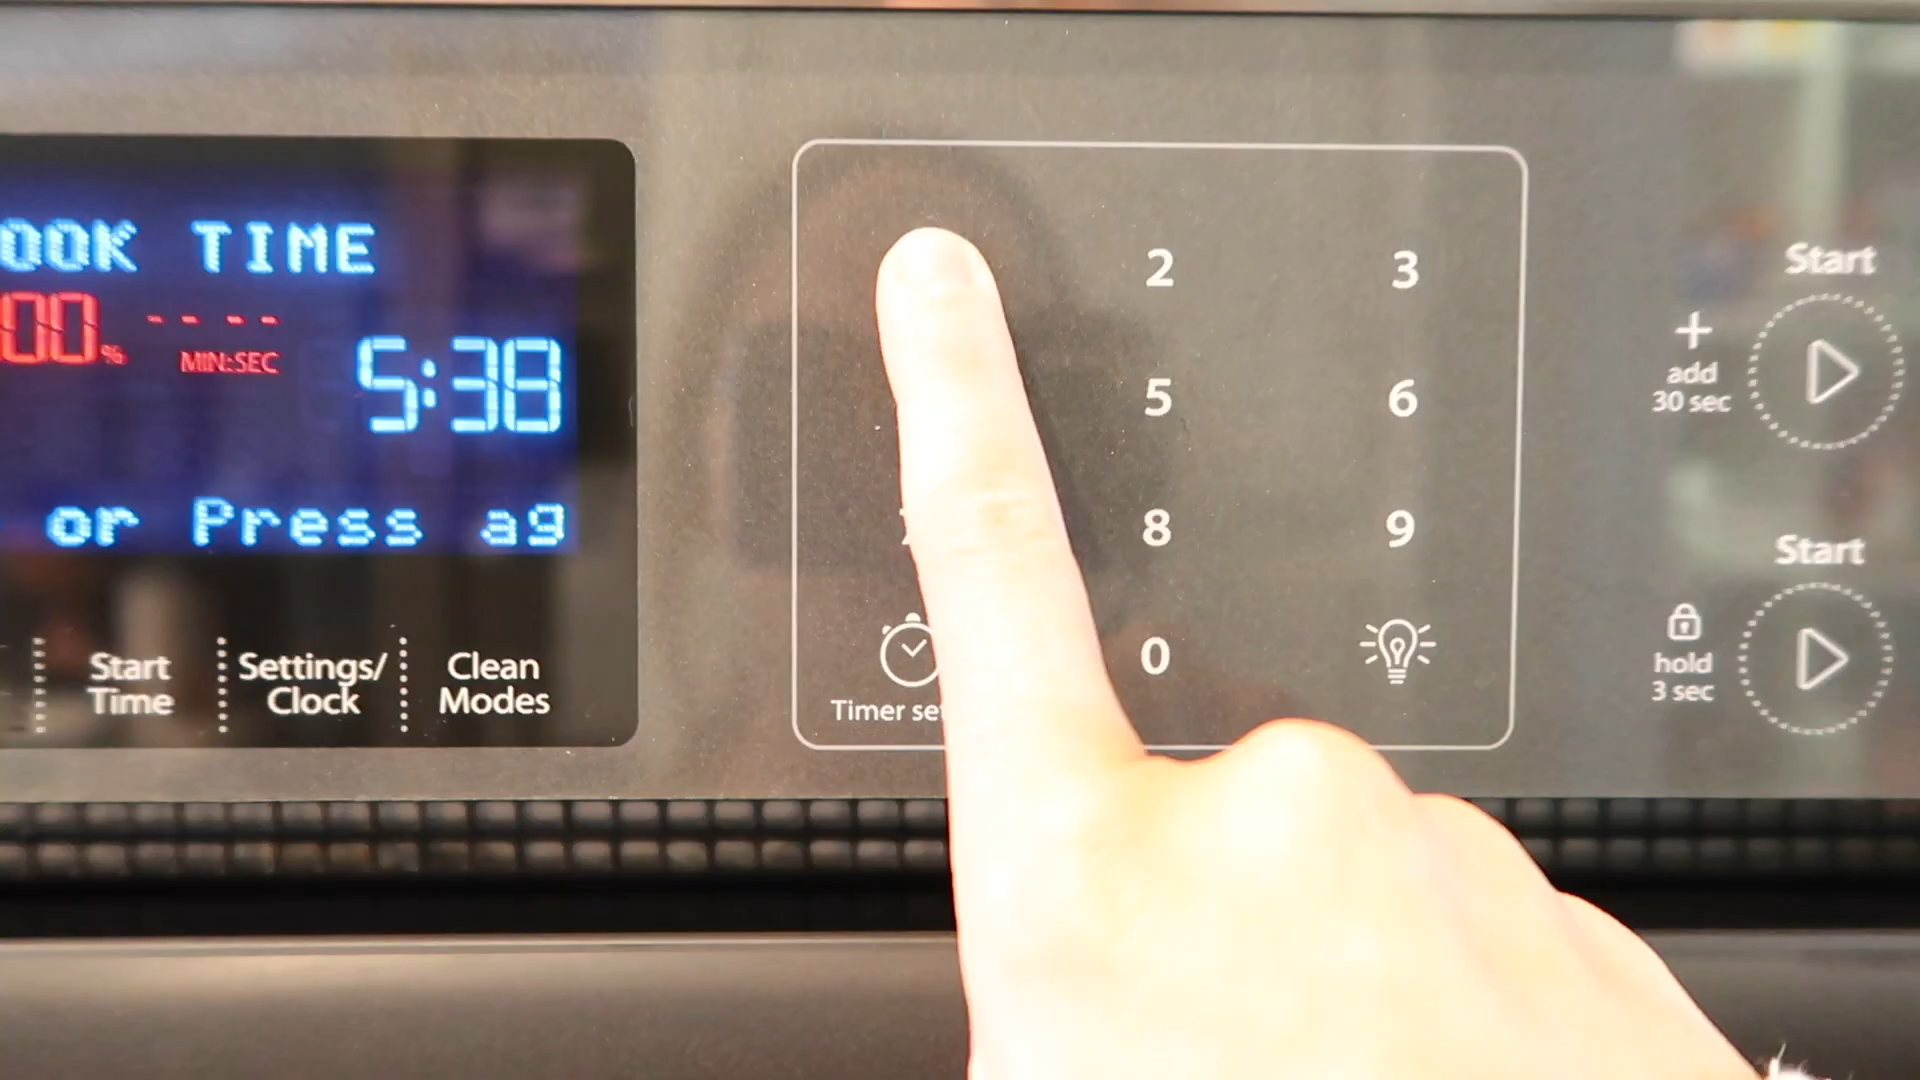 OOK TIME
00% -- --
MIN:SEC
5:38
or Press ag
Start
Time
Settings/
Clock
Clean
Modes
2 3
5 6
8 9
0
Timer set
Start
+
add
30 sec
Start
hold
3 sec